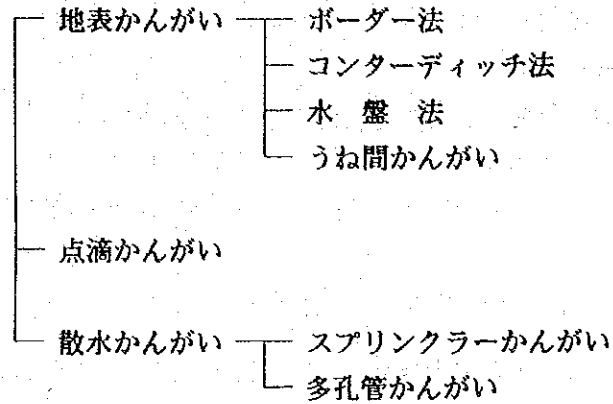 地表かんがい ボーダー法
コンターディッチ法
水 盤 法
うね間かんがい
点滴かんがい
散水かんがい スプリンクラーかんがい
多孔管かんがい